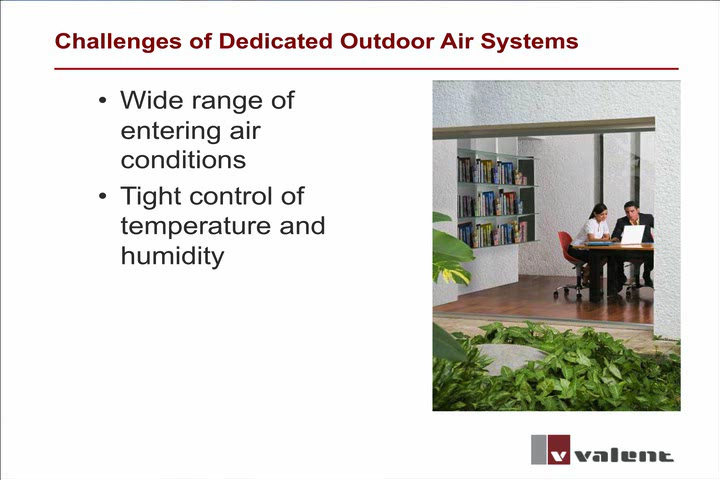 Challenges of Dedicated Outdoor Air Systems
• Wide range of
entering air
conditions
• Tight control of
temperature and
humidity
v valent